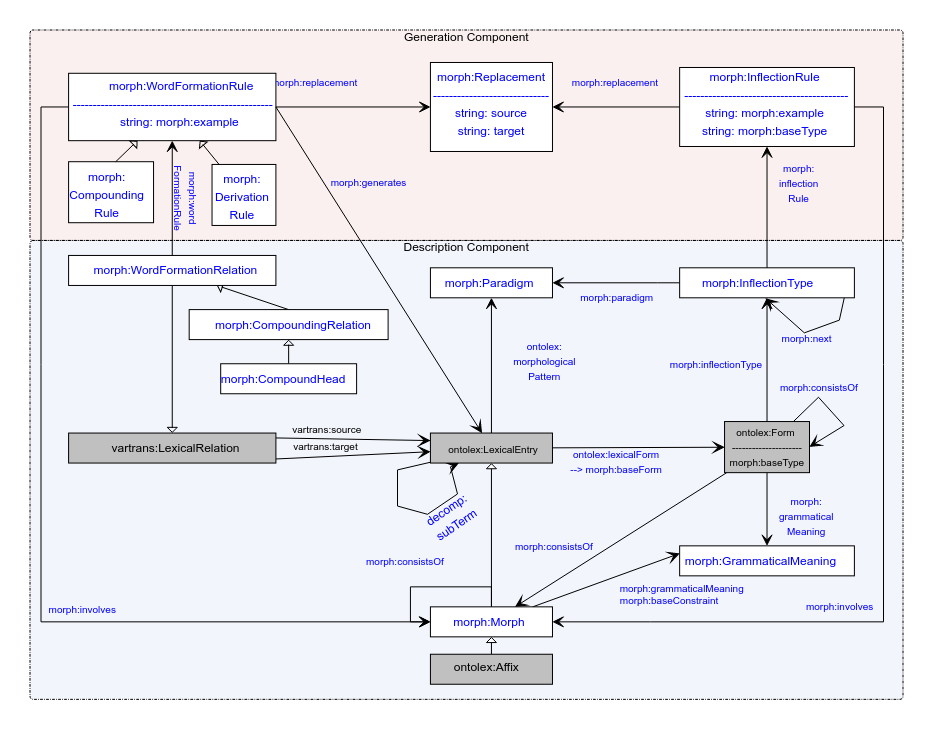 Generation Component
morph:WordFormationRule
string: morph:example
morph:replacement
morph:Replacement
string: source
string: target
morph:replacement
morph:InflectionRule
string: morph:example
string: morph:baseType
morph:
Compounding
Rule
morph:word
FormationRule
morph:
Derivation
Rule
morph:generates
morph:
inflection
Rule
Description Component
morph:WordFormationRelation
morph:Paradigm
morph:paradigm
morph:InflectionType
morph:CompoundingRelation
morph:next
ontolex:
morphological
Pattern
morph:CompoundHead
morph:inflectionType
morph:consistsOf
vartrans:LexicalRelation
vartrans:source
vartrans:target
ontolex:LexicalEntry
ontolex:lexicalForm
--> morph:baseForm
ontolex:Form
morph:baseType
decomp:
subTerm
morph:
grammatical
Meaning
morph:consistsOf
morph:consistsOf
morph:GrammaticalMeaning
morph:grammaticalMeaning
morph:baseConstraint
morph:involves
morph:involves
morph:Morph
ontolex:Affix